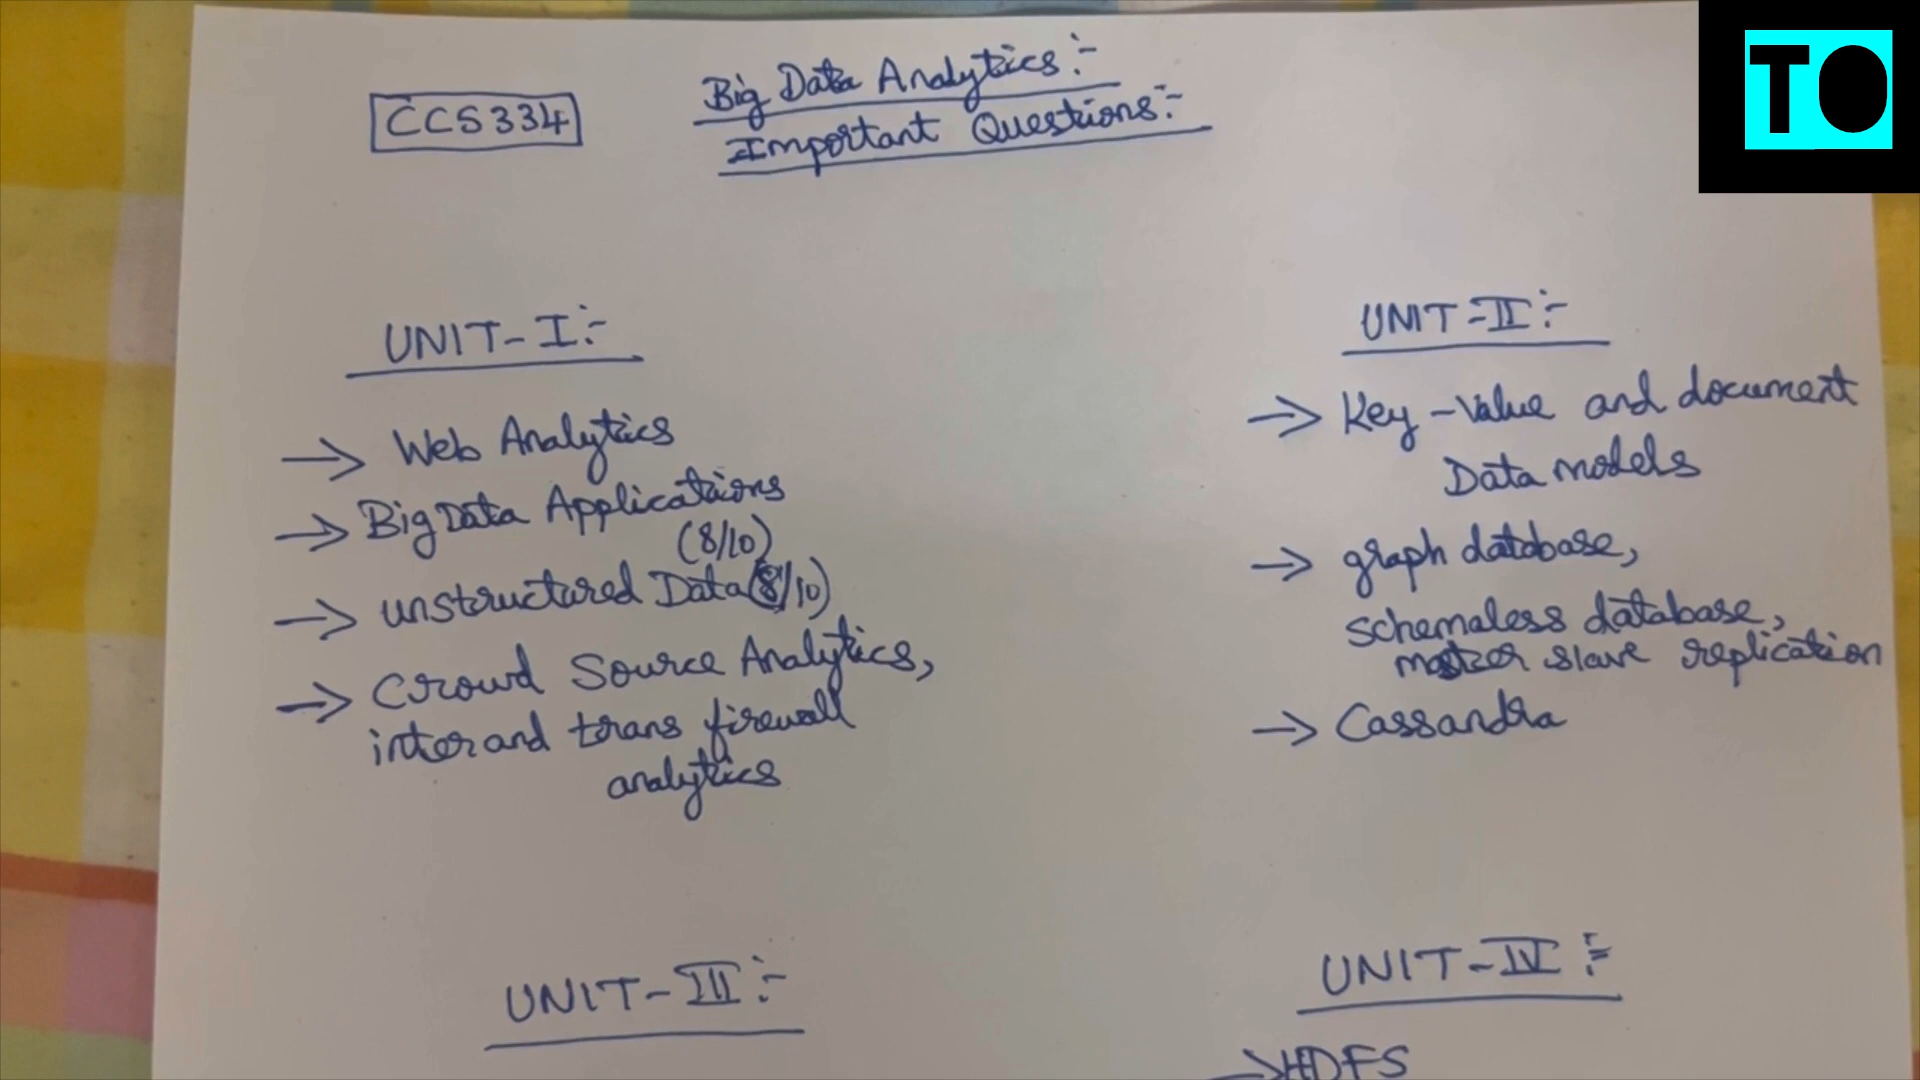 TO
CCS334
Big Data Analytics:-
Important Questions:-
UNIT-I:-
→ Web Analytics
→ Big Data Applications
(8/10)
→ unstructured Data (8/10)
→ Crowd Source Analytics,
inter and trans firewall
analytics
UNIT-II:-
→ Key-Value and document
Data models
→ graph database,
schemaless database,
master slave replication
→ Cassandra
UNIT-III:-
UNIT-IV:-
→ HDFS